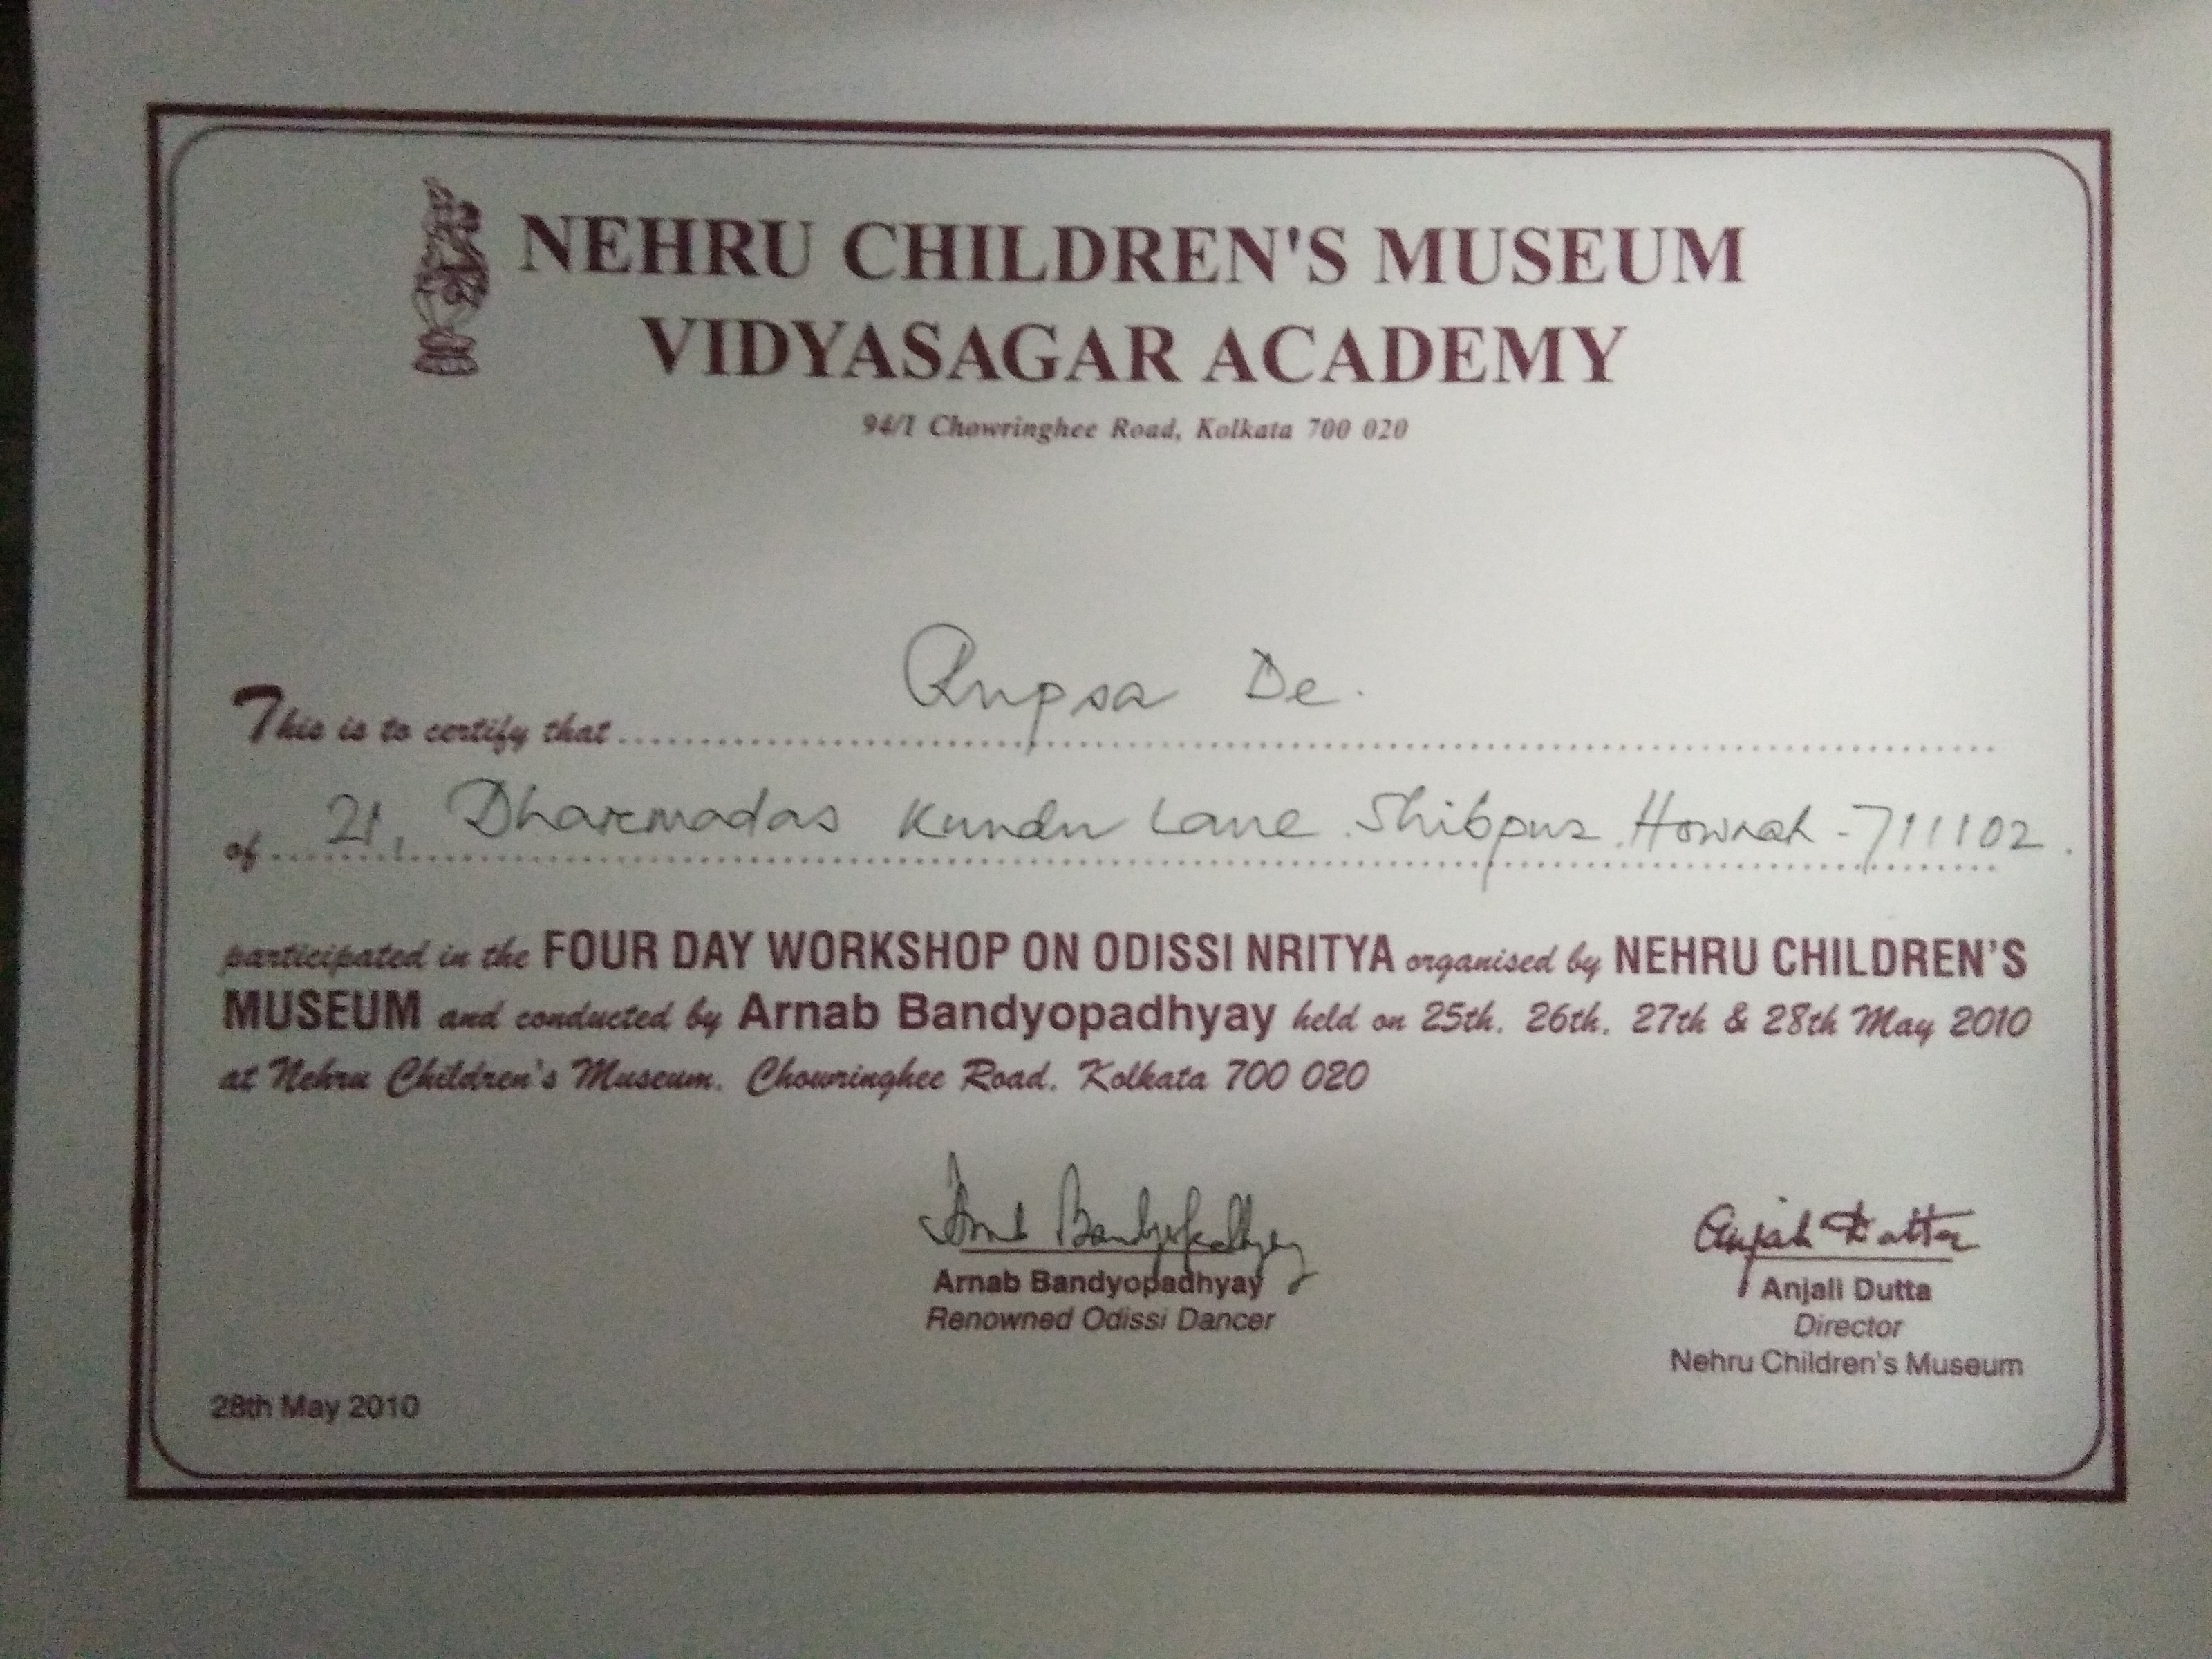 NEHRU CHILDREN'S MUSEUM
VIDYASAGAR ACADEMY
94/1 Chowringhee Road, Kolkata 700 020
This is to certify that Rupsa De.
of 21, Dharmadas Kundu Lane. Shibpur. Howrah - 711102.
participated in the FOUR DAY WORKSHOP ON ODISSI NRITYA organised by NEHRU CHILDREN'S
MUSEUM and conducted by Arnab Bandyopadhyay held on 25th, 26th, 27th & 28th May 2010
at Nehru Children's Museum, Chowringhee Road, Kolkata 700 020
Arnab Bandyopadhyay
Anjali Dutta
Arnab Bandyopadhyay
Renowned Odissi Dancer
Anjali Dutta
Director
Nehru Children's Museum
28th May 2010